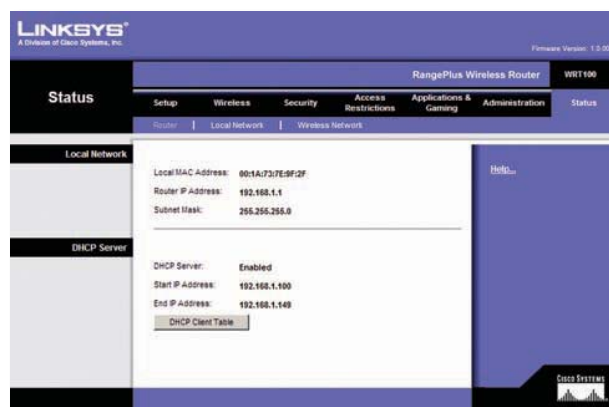 LINKSYS®
A Division of Cisco Systems, Inc.
Firmware Version: 1.0.00
RangePlus Wireless Router WRT100
Status
Setup Wireless Security Access Restrictions Applications & Gaming Administration Status
Router | Local Network | Wireless Network
Local Network
Local MAC Address: 00:1A:73:7E:9F:2F
Router IP Address: 192.168.1.1
Subnet Mask: 255.255.255.0
Help...
DHCP Server
DHCP Server: Enabled
Start IP Address: 192.168.1.100
End IP Address: 192.168.1.149
DHCP Client Table
CISCO SYSTEMS